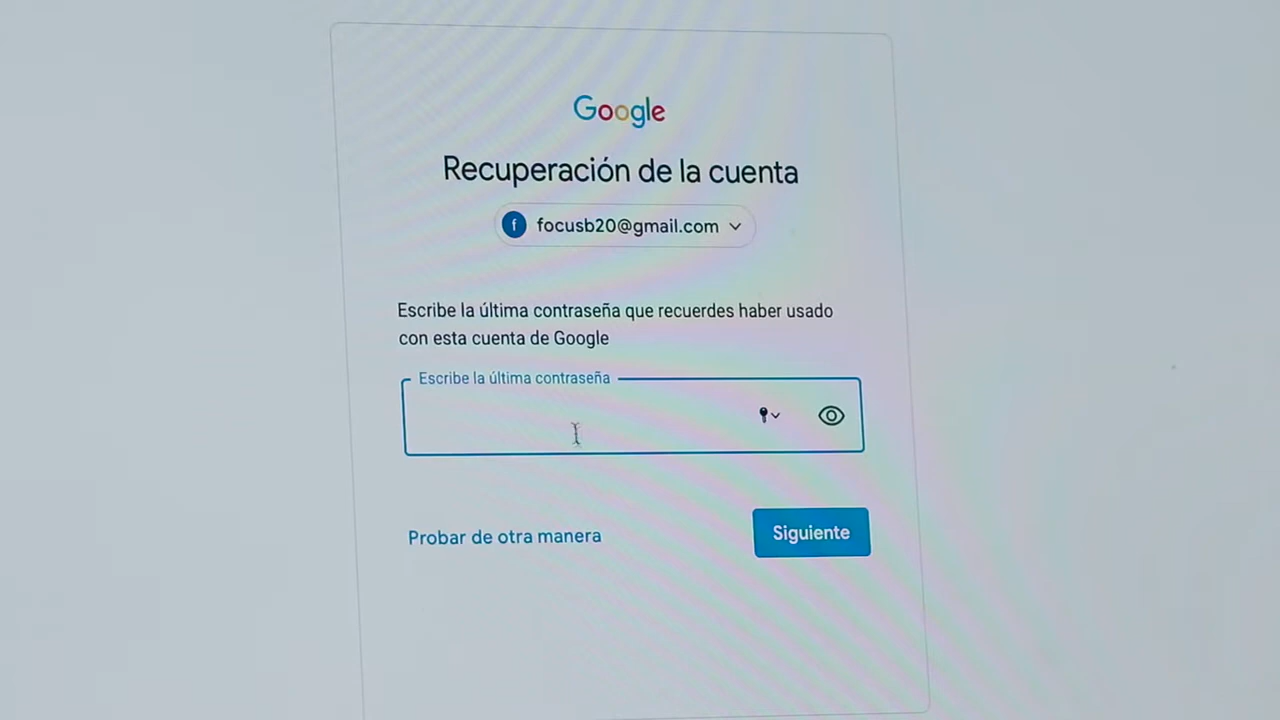 Google
Recuperación de la cuenta
f focusb20@gmail.com
Escribe la última contraseña que recuerdes haber usado
con esta cuenta de Google
Escribe la última contraseña
Probar de otra manera
Siguiente